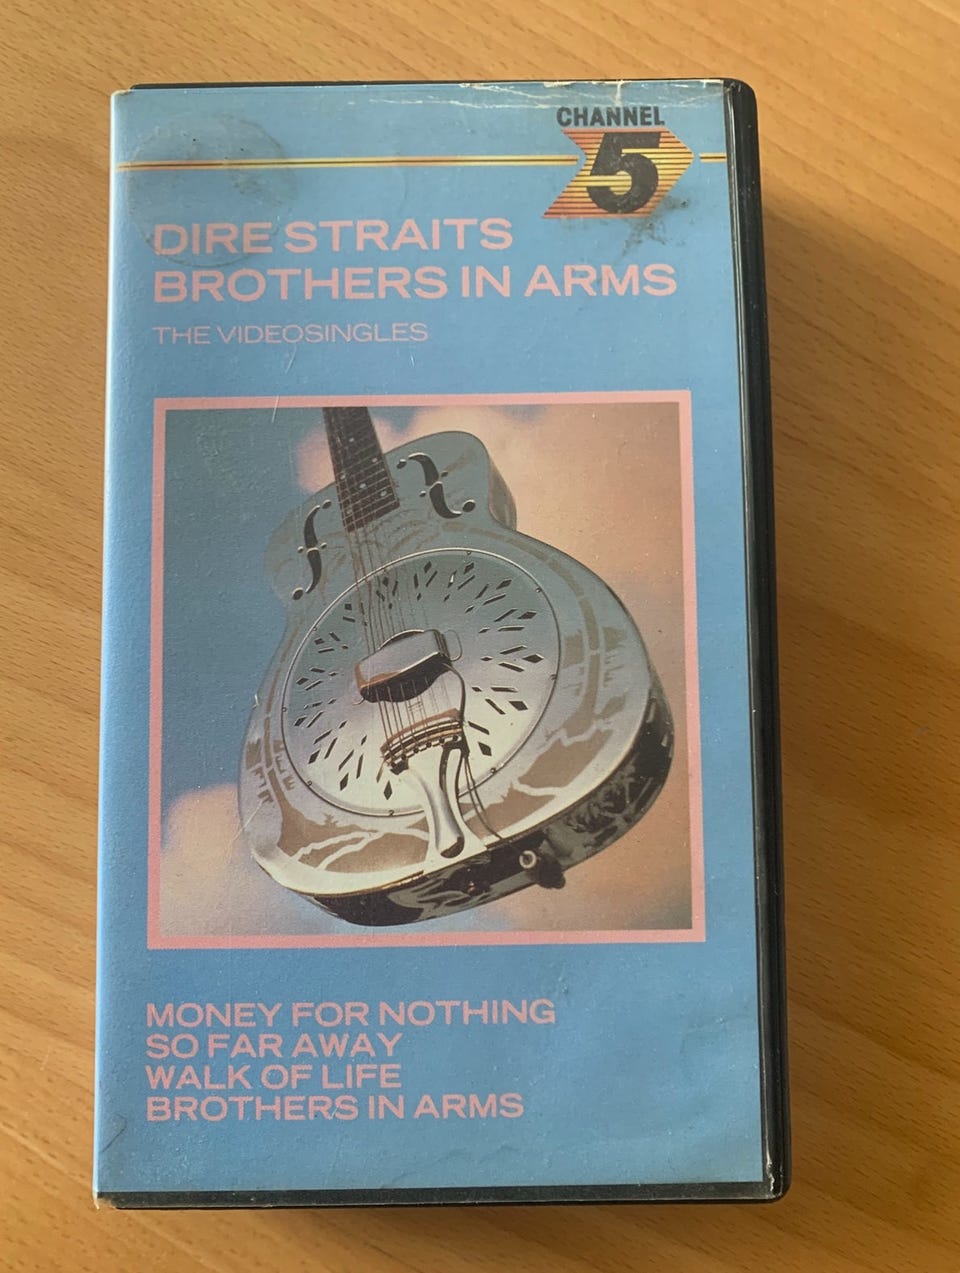 CHANNEL
5
DIRE STRAITS
BROTHERS IN ARMS
THE VIDEOSINGLES
MONEY FOR NOTHING
SO FAR AWAY
WALK OF LIFE
BROTHERS IN ARMS